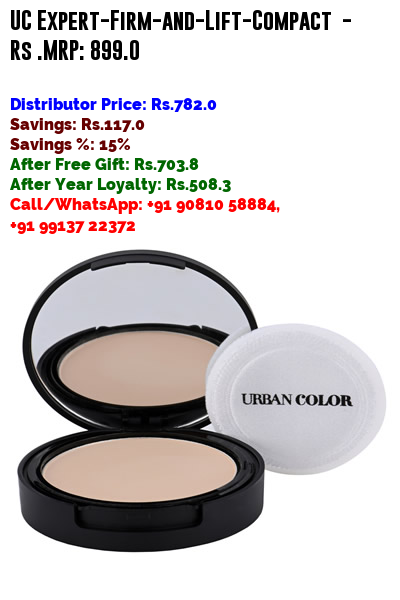 UC Expert-Firm-and-Lift-Compact -
Rs .MRP: 899.0
Distributor Price: Rs.782.0
Savings: Rs.117.0
Savings %: 15%
After Free Gift: Rs.703.8
After Year Loyalty: Rs.508.3
Call/WhatsApp: +91 90810 58884,
+91 99137 22372
URBAN COLOR